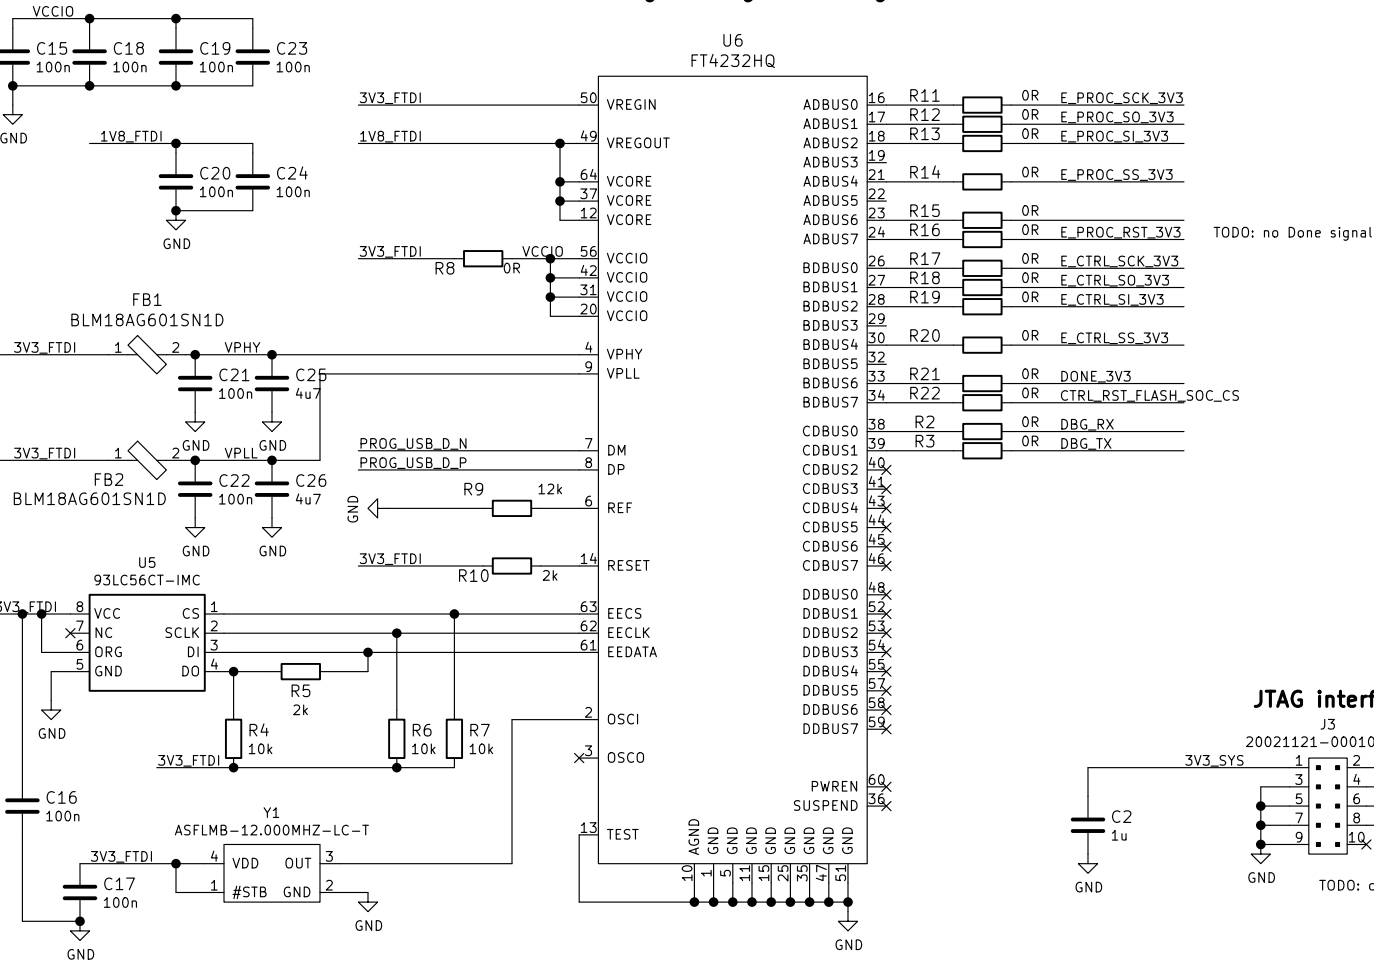 VCCIO
C15 100n
C18 100n
C19 100n
C23 100n
GND
1V8_FTDI
C20 100n
C24 100n
GND
FB1
BLM18AG601SN1D
3V3_FTDI 1 2 VPHY
C21 100n
C25 4u7
GND GND
3V3_FTDI 1 2 VPLL
FB2
BLM18AG601SN1D
C22 100n
C26 4u7
GND GND
U5
93LC56CT-IMC
3V3_FTDI
8 VCC CS 1
7 NC SCLK 2
6 ORG DI 3
5 GND DO 4
GND
R5
2k
R4 10k
R6 10k
R7 10k
3V3_FTDI
C16 100n
Y1
ASFLMB-12.000MHZ-LC-T
3V3_FTDI
4 VDD OUT 3
1 #STB GND 2
C17 100n
GND
GND
U6
FT4232HQ
3V3_FTDI 50 VREGIN
1V8_FTDI 49 VREGOUT
64 VCORE
37 VCORE
12 VCORE
3V3_FTDI R8 0R VCCIO 56 VCCIO
42 VCCIO
31 VCCIO
20 VCCIO
4 VPHY
9 VPLL
PROG_USB_D_N 7 DM
PROG_USB_D_P 8 DP
GND R9 12k 6 REF
3V3_FTDI R10 2k 14 RESET
63 EECS
62 EECLK
61 EEDATA
2 OSCI
3 OSCO
13 TEST
ADBUS0 16 R11 0R E_PROC_SCK_3V3
ADBUS1 17 R12 0R E_PROC_SO_3V3
ADBUS2 18 R13 0R E_PROC_SI_3V3
ADBUS3 19
ADBUS4 21 R14 0R E_PROC_SS_3V3
ADBUS5 22
ADBUS6 23 R15 0R
ADBUS7 24 R16 0R E_PROC_RST_3V3
TODO: no Done signal
BDBUS0 26 R17 0R E_CTRL_SCK_3V3
BDBUS1 27 R18 0R E_CTRL_SO_3V3
BDBUS2 28 R19 0R E_CTRL_SI_3V3
BDBUS3 29
BDBUS4 30 R20 0R E_CTRL_SS_3V3
BDBUS5 32
BDBUS6 33 R21 0R DONE_3V3
BDBUS7 34 R22 0R CTRL_RST_FLASH_SOC_CS
CDBUS0 38 R2 0R DBG_RX
CDBUS1 39 R3 0R DBG_TX
CDBUS2 40
CDBUS3 41
CDBUS4 43
CDBUS5 44
CDBUS6 45
CDBUS7 46
DDBUS0 48
DDBUS1 52
DDBUS2 53
DDBUS3 54
DDBUS4 55
DDBUS5 57
DDBUS6 58
DDBUS7 59
PWREN 60
SUSPEND 36
AGND GND GND GND GND GND GND GND GND
10 1 5 11 15 25 35 47 51
GND
JTAG interf
J3
20021121-00010
3V3_SYS
1 2
3 4
5 6
7 8
9 10
C2 1u
GND
GND
TODO: